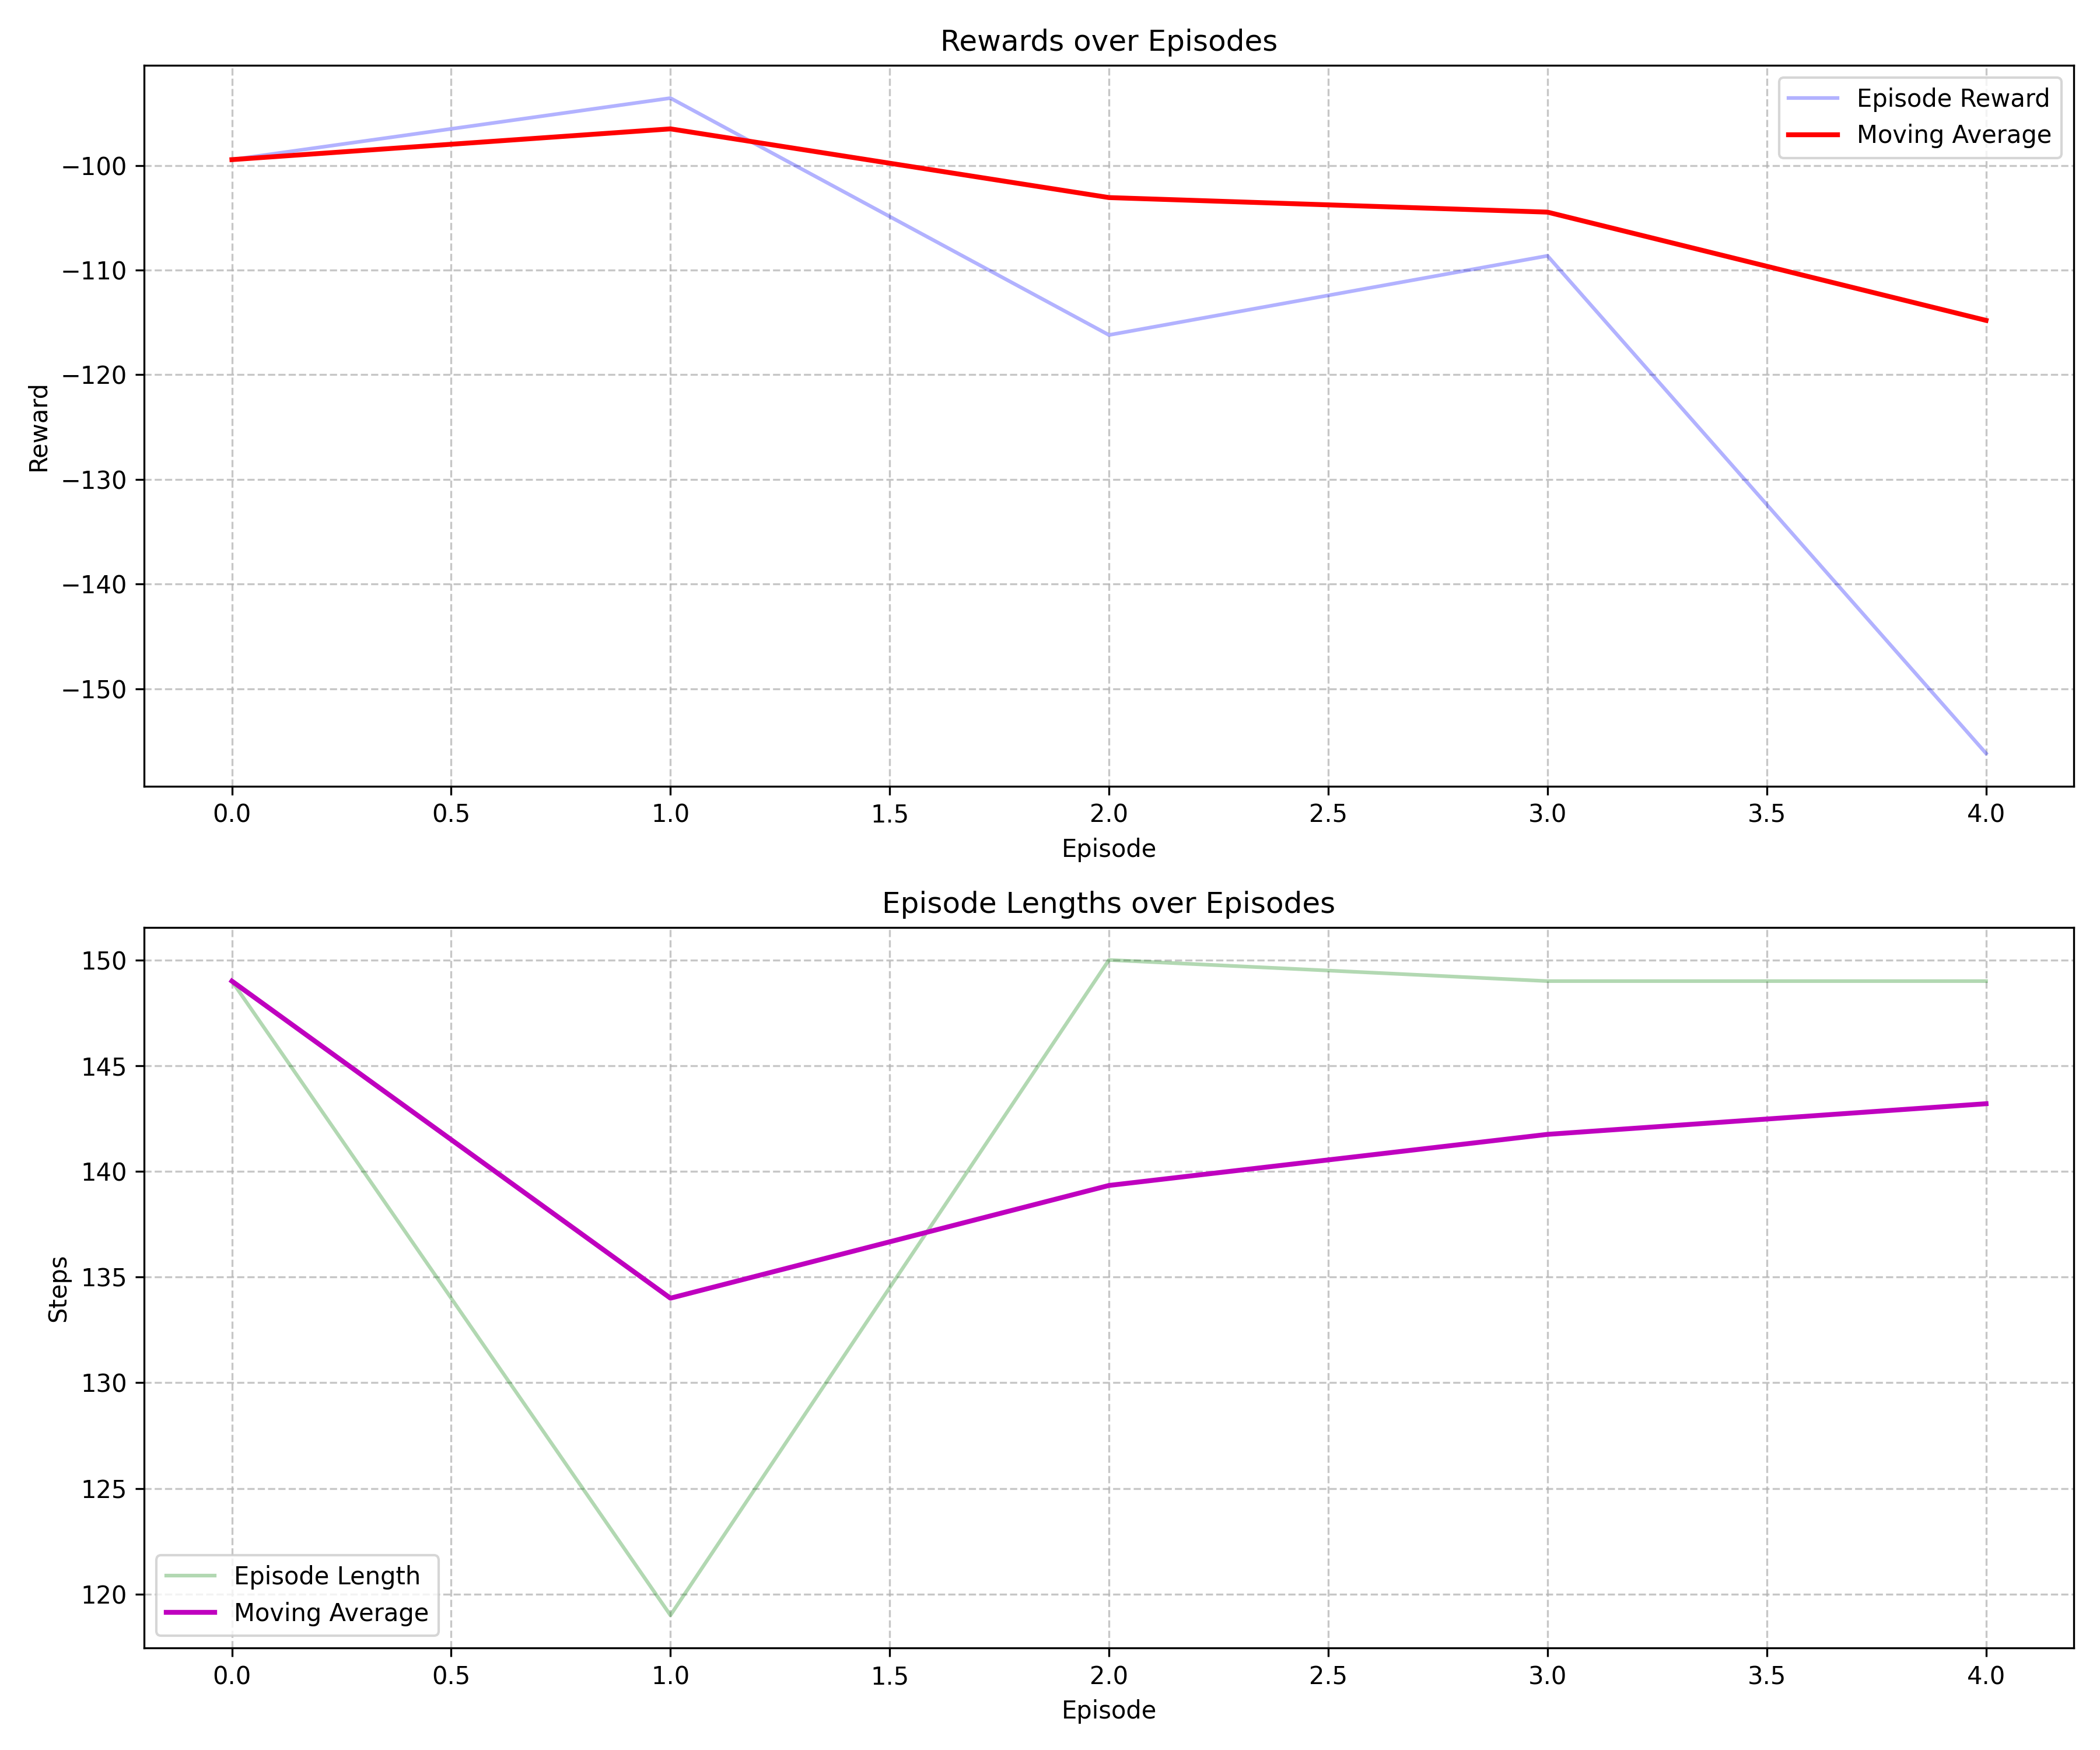 Rewards over Episodes
Episode Reward
Moving Average
−100
−110
−120
−130
−140
−150
Reward
0.0 0.5 1.0 1.5 2.0 2.5 3.0 3.5 4.0
Episode
Episode Lengths over Episodes
150
145
140
135
130
125
120
Steps
Episode Length
Moving Average
0.0 0.5 1.0 1.5 2.0 2.5 3.0 3.5 4.0
Episode